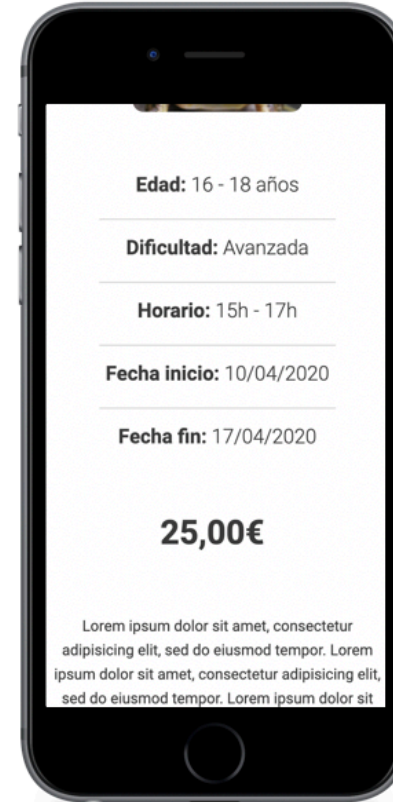 Edad: 16 - 18 años
Dificultad: Avanzada
Horario: 15h - 17h
Fecha inicio: 10/04/2020
Fecha fin: 17/04/2020
25,00€
Lorem ipsum dolor sit amet, consectetur
adipisicing elit, sed do eiusmod tempor. Lorem
ipsum dolor sit amet, consectetur adipisicing elit,
sed do eiusmod tempor. Lorem ipsum dolor sit